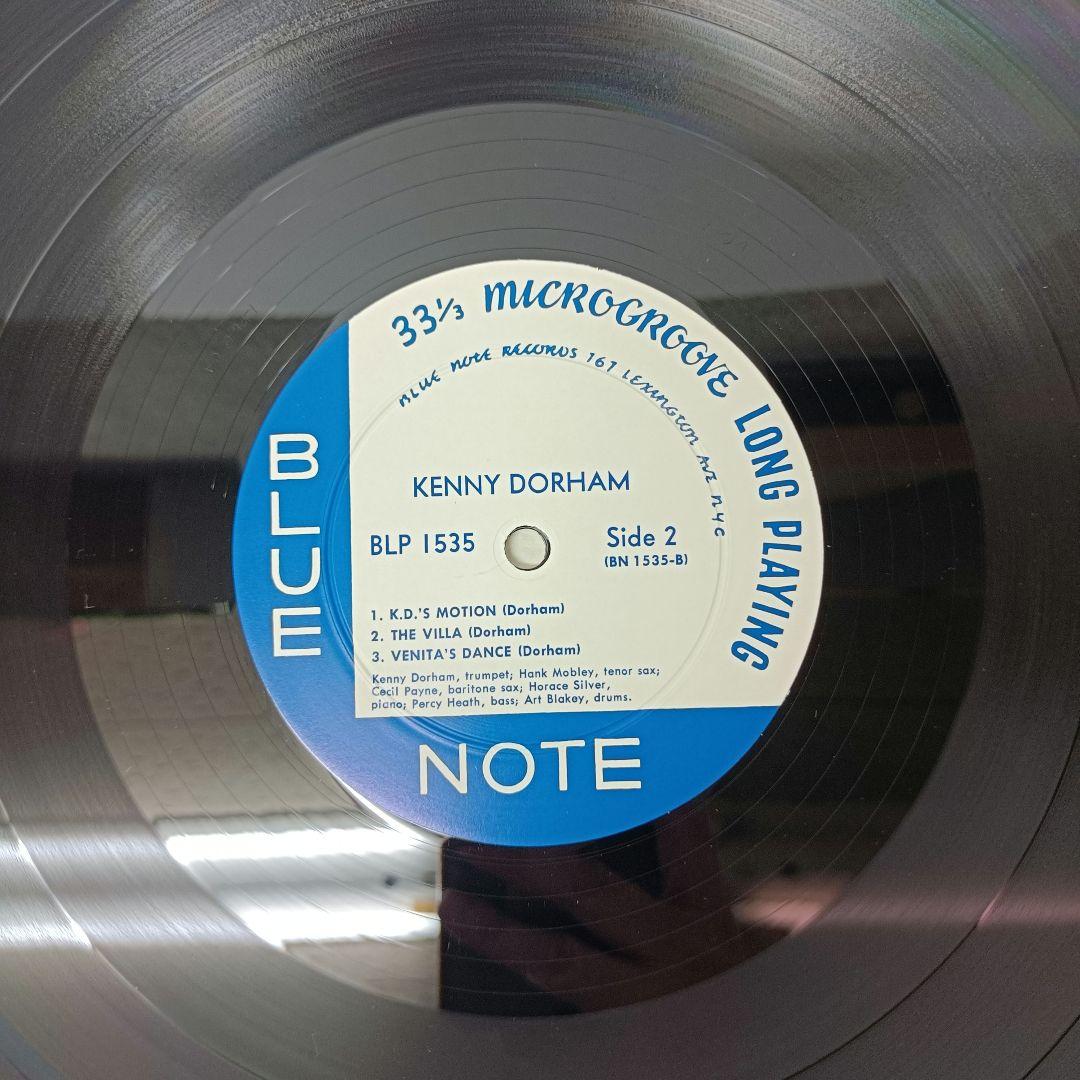 33⅓ MICROGROOVE LONG PLAYING
BLUE NOTE RECORDS 767 LEXINGTON AVE N.Y.C
KENNY DORHAM
BLP 1535
Side 2
(BN 1535-B)
1. K.D.'S MOTION (Dorham)
2. THE VILLA (Dorham)
3. VENITA'S DANCE (Dorham)
Kenny Dorham, trumpet; Hank Mobley, tenor sax;
Cecil Payne, baritone sax; Horace Silver,
piano; Percy Heath, bass; Art Blakey, drums.
BLUE
NOTE